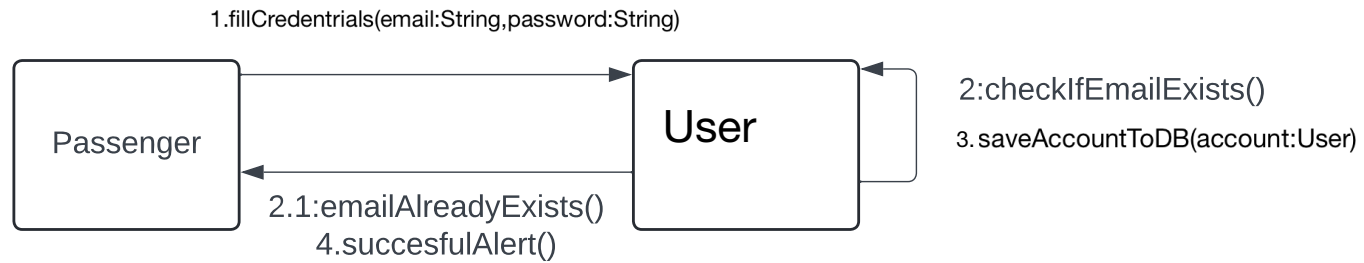 1.fillCredentrials(email:String,password:String)
Passenger
User
2:checkIfEmailExists()
3.saveAccountToDB(account:User)
2.1:emailAlreadyExists()
4.succesfulAlert()